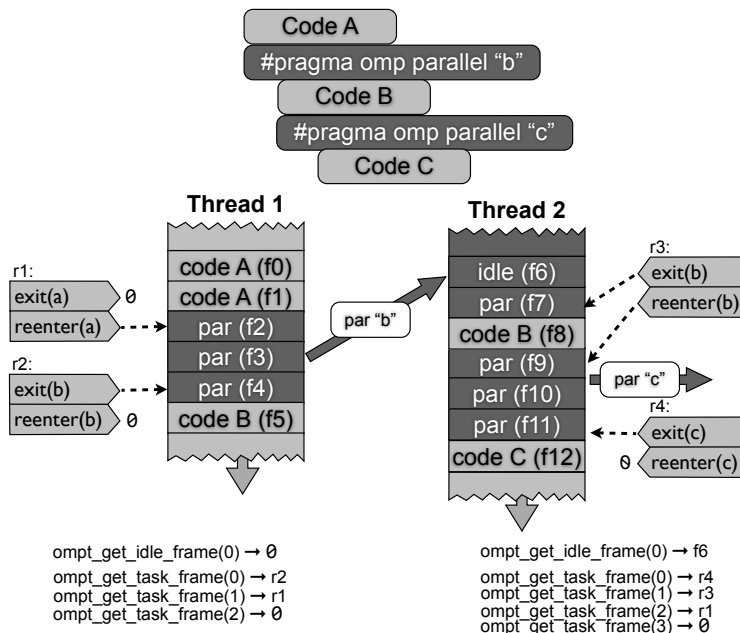 Code A
#pragma omp parallel “b”
Code B
#pragma omp parallel “c”
Code C
Thread 1
r1:
exit(a) 0
reenter(a)
r2:
exit(b)
reenter(b) 0
code A (f0)
code A (f1)
par (f2)
par (f3)
par (f4)
code B (f5)
par “b”
Thread 2
idle (f6)
par (f7)
code B (f8)
par (f9)
par (f10)
par (f11)
code C (f12)
r3:
exit(b)
reenter(b)
par “c”
r4:
exit(c)
0 reenter(c)
ompt_get_idle_frame(0) ➞ 0
ompt_get_task_frame(0) ➞ r2
ompt_get_task_frame(1) ➞ r1
ompt_get_task_frame(2) ➞ 0
ompt_get_idle_frame(0) ➞ f6
ompt_get_task_frame(0) ➞ r4
ompt_get_task_frame(1) ➞ r3
ompt_get_task_frame(2) ➞ r1
ompt_get_task_frame(3) ➞ 0